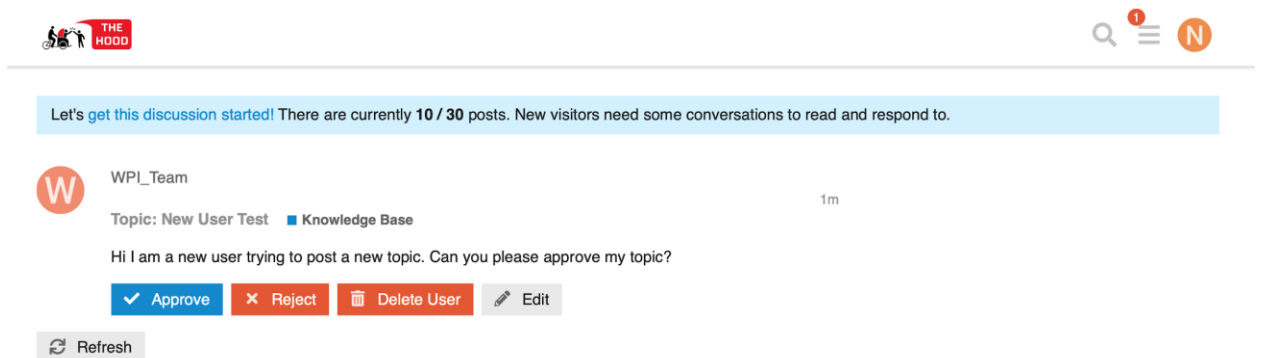 THE
HOOD
1
N
Let's get this discussion started! There are currently 10 / 30 posts. New visitors need some conversations to read and respond to.
W
WPI_Team
1m
Topic: New User Test Knowledge Base
Hi I am a new user trying to post a new topic. Can you please approve my topic?
Approve Reject Delete User Edit
Refresh